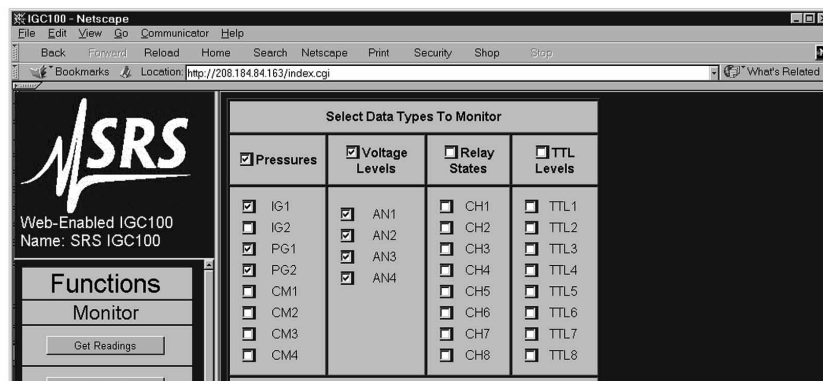 IGC100 - Netscape
File Edit View Go Communicator Help
Back Forward Reload Home Search Netscape Print Security Shop Stop
Bookmarks Location: http://208.184.84.163/index.cgi What's Related
SRS
Web-Enabled IGC100
Name: SRS IGC100
Functions
Monitor
Get Readings
Select Data Types To Monitor
Pressures Voltage Levels Relay States TTL Levels
IG1 AN1 CH1 TTL1
IG2 AN2 CH2 TTL2
PG1 AN3 CH3 TTL3
PG2 AN4 CH4 TTL4
CM1 CH5 TTL5
CM2 CH6 TTL6
CM3 CH7 TTL7
CM4 CH8 TTL8